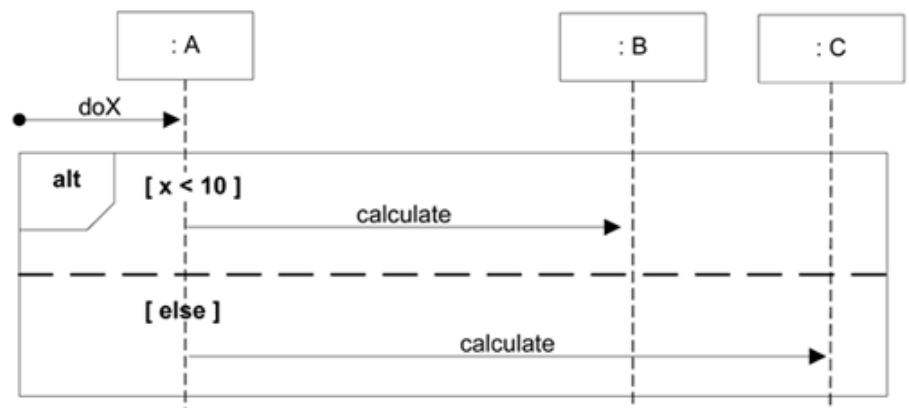 : A
: B
: C
doX
alt
[ x < 10 ]
calculate
[ else ]
calculate